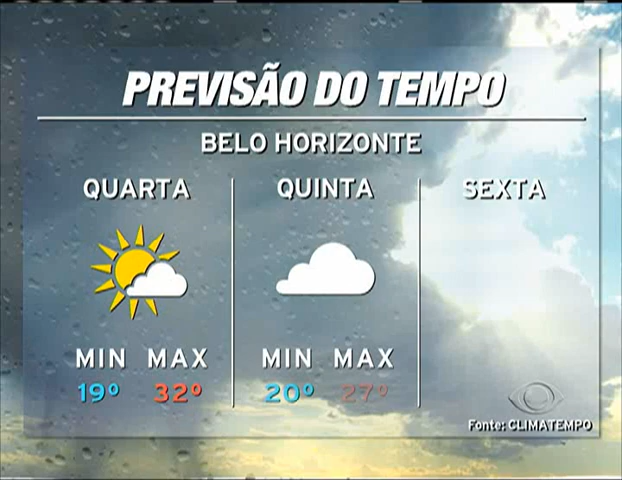 PREVISÃO DO TEMPO
BELO HORIZONTE
QUARTA
MIN MAX
19º 32º
QUINTA
MIN MAX
20º 27º
SEXTA
Fonte: CLIMATEMPO